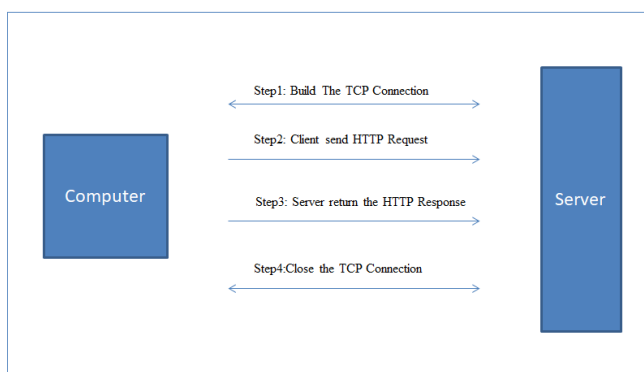 Step1: Build The TCP Connection
Step2: Client send HTTP Request
Computer
Step3: Server return the HTTP Response
Server
Step4:Close the TCP Connection